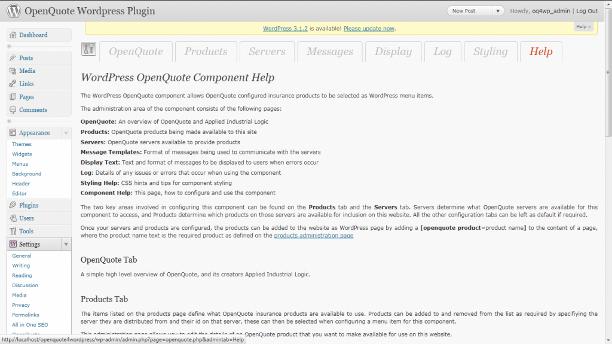 OpenQuote Wordpress Plugin
New Post
Howdy, oq4wp_admin | Log Out
WordPress 3.1.2 is available! Please update now.
Help
Dashboard
Posts
Media
Links
Pages
Comments
Appearance
Themes
Widgets
Menus
Background
Header
Editor
Plugins
Users
Tools
Settings
General
Writing
Reading
Discussion
Media
Privacy
Permalinks
All in One SEO
OpenQuote
Products
Servers
Messages
Display
Log
Styling
Help
WordPress OpenQuote Component Help
The WordPress OpenQuote component allows OpenQuote configured insurance products to be selected as WordPress menu items.
The administration area of the component consists of the following pages:
OpenQuote: An overview of OpenQuote and Applied Industrial Logic
Products: OpenQuote products being made available to this site
Servers: OpenQuote servers available to provide products
Message Templates: Format of messages being used to communicate with the servers
Display Text: Text and format of messages to be displayed to users when errors occur
Log: Details of any issues or errors that occur when using the component
Styling Help: CSS hints and tips for component styling
Component Help: This page, how to configure and use the component
The two key areas involved in configuring this component can be found on the Products tab and the Servers tab. Servers determine what OpenQuote servers are available for this
component to access, and Products determine which products on those servers are available for inclusion on this website. All the other configuration tabs can be left as default if required.
Once your servers and products are configured, the products can be added to the website as WordPress page by adding a [openquote product=product name] to the content of a page,
where the product name text is the required product as defined on the products administration page
OpenQuote Tab
A simple high level overview of OpenQuote, and its creators Applied Industrial Logic.
Products Tab
The items listed on the products page define what OpenQuote insurance products are available to use. Products can be added to and removed from the list as required by specifying
the server they are distributed from and their id on that server, these can then be selected when configuring a menu item for this component.
OpenQuote product that you want to make available for use on this website.
http://localhost/openquote/wordpress/wp-admin/admin.php?page=openquote.php&admintab=Help